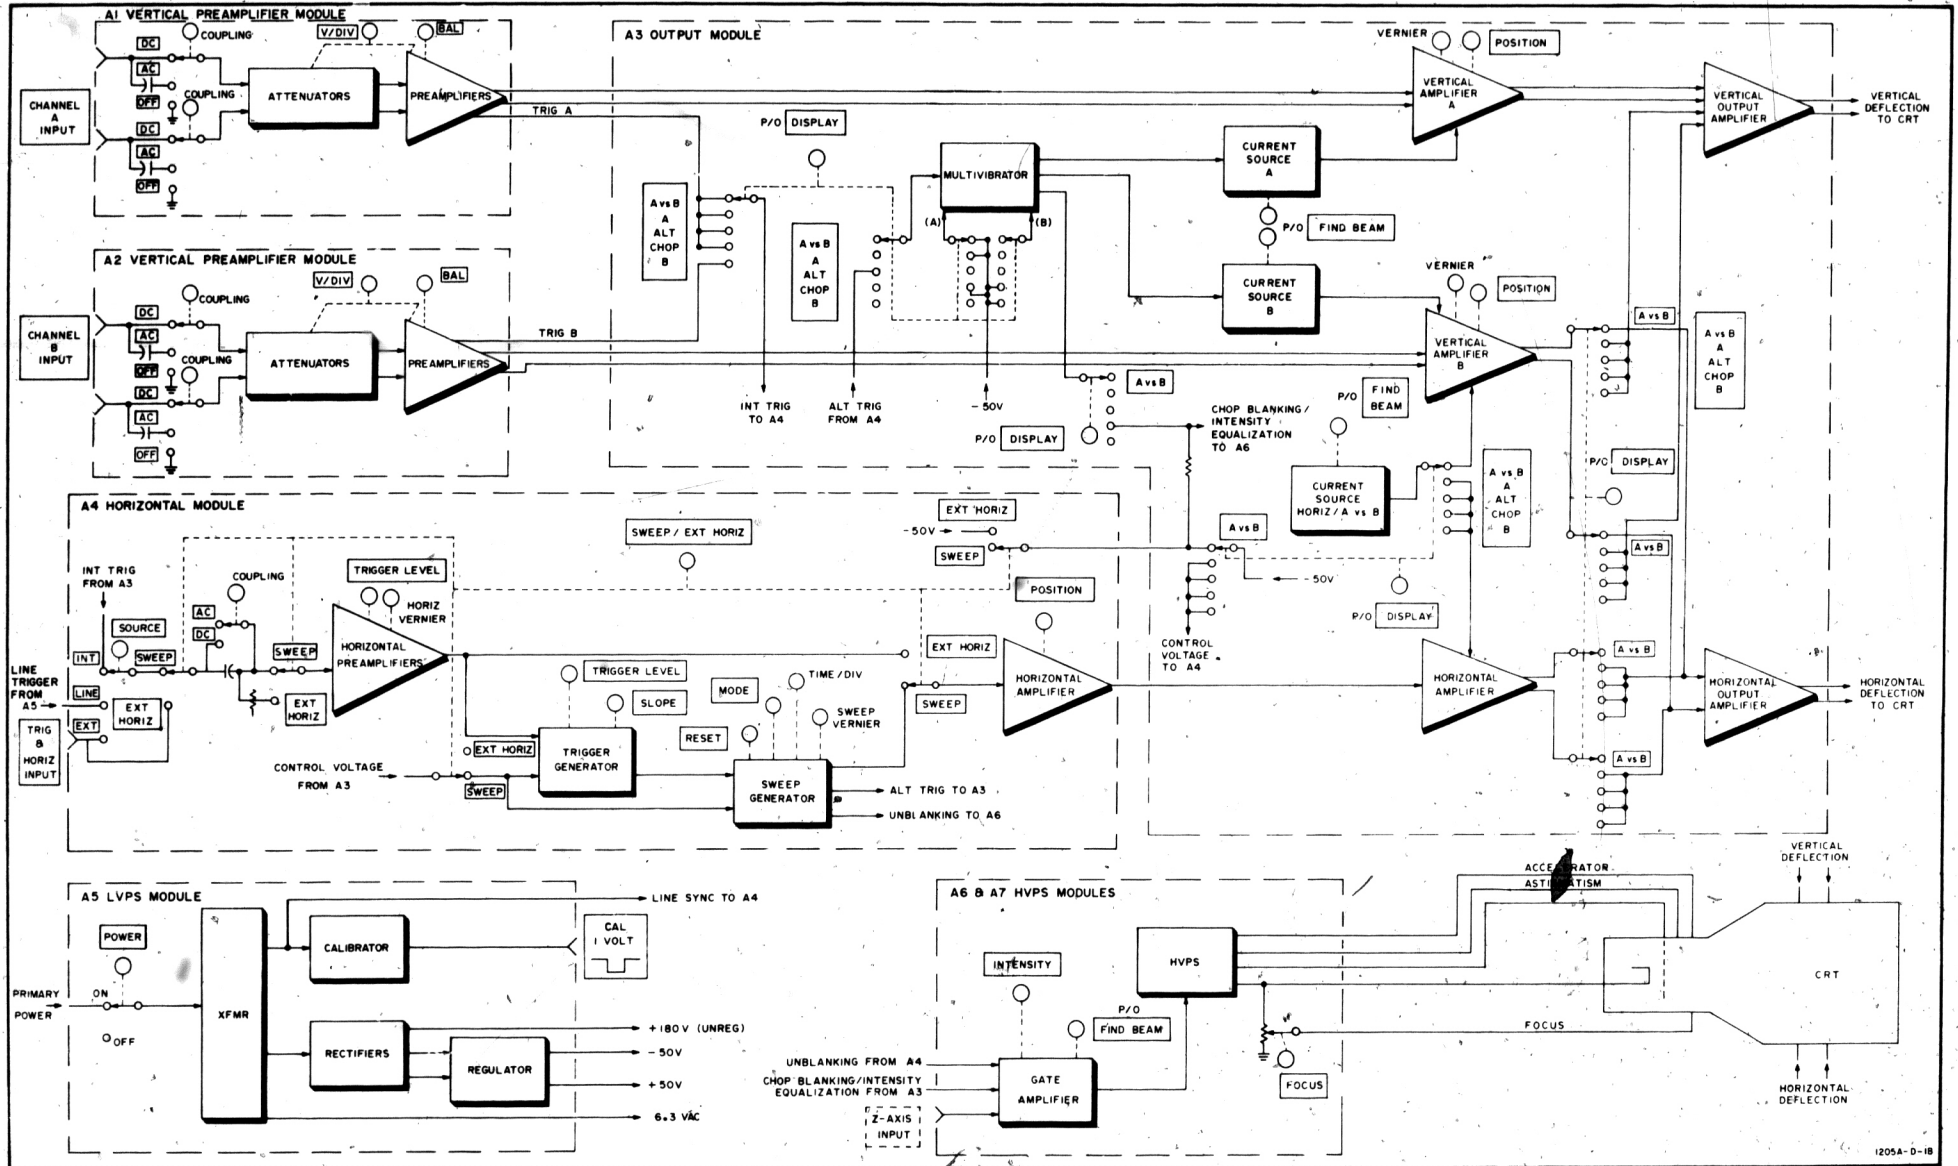 A1 VERTICAL PREAMPLIFIER MODULE
DC
COUPLING
V/DIV
BAL
AC
OFF
COUPLING
DC
AC
OFF
CHANNEL
A
INPUT
ATTENUATORS
PREAMPLIFIERS
TRIG A
A2 VERTICAL PREAMPLIFIER MODULE
DC
COUPLING
V/DIV
BAL
AC
OFF
COUPLING
DC
AC
OFF
CHANNEL
B
INPUT
ATTENUATORS
PREAMPLIFIERS
TRIG B
A3 OUTPUT MODULE
P/O DISPLAY
A vs B
A
ALT
CHOP
B
A vs B
A
ALT
CHOP
B
MULTIVIBRATOR
(A)
(B)
INT TRIG
TO A4
ALT TRIG
FROM A4
-50V
P/O DISPLAY
A vs B
CHOP BLANKING/
INTENSITY
EQUALIZATION
TO A6
CURRENT
SOURCE
A
P/O FIND BEAM
CURRENT
SOURCE
B
VERNIER
POSITION
VERTICAL
AMPLIFIER
A
VERTICAL
OUTPUT
AMPLIFIER
VERTICAL
DEFLECTION
TO CRT
VERNIER
POSITION
VERTICAL
AMPLIFIER
B
P/O
FIND
BEAM
CURRENT
SOURCE
HORIZ/A vs B
A vs B
A
ALT
CHOP
B
A vs B
A vs B
A
ALT
CHOP
B
P/O DISPLAY
A vs B
A vs B
-50V
P/O DISPLAY
CONTROL
VOLTAGE
TO A4
HORIZONTAL
AMPLIFIER
A vs B
A vs B
HORIZONTAL
OUTPUT
AMPLIFIER
HORIZONTAL
DEFLECTION
TO CRT
A4 HORIZONTAL MODULE
INT TRIG
FROM A3
COUPLING
TRIGGER LEVEL
HORIZ
VERNIER
SWEEP / EXT HORIZ
EXT HORIZ
-50V
SWEEP
POSITION
SOURCE
AC
DC
INT
SWEEP
SWEEP
HORIZONTAL
PREAMPLIFIERS
LINE
TRIGGER
FROM
A5
LINE
EXT
HORIZ
EXT
EXT
HORIZ
TRIG
&
HORIZ
INPUT
TRIGGER LEVEL
SLOPE
MODE
TIME/DIV
SWEEP
VERNIER
RESET
EXT HORIZ
SWEEP
HORIZONTAL
AMPLIFIER
EXT HORIZ
TRIGGER
GENERATOR
CONTROL VOLTAGE
FROM A3
SWEEP
SWEEP
GENERATOR
ALT TRIG TO A3
UNBLANKING TO A6
A5 LVPS MODULE
POWER
PRIMARY
POWER
ON
OFF
XFMR
CALIBRATOR
LINE SYNC TO A4
CAL
1 VOLT
RECTIFIERS
REGULATOR
+180V (UNREG)
-50V
+50V
6.3 VAC
A6 & A7 HVPS MODULES
INTENSITY
P/O
FIND BEAM
HVPS
UNBLANKING FROM A4
CHOP BLANKING/INTENSITY
EQUALIZATION FROM A3
Z-AXIS
INPUT
GATE
AMPLIFIER
FOCUS
ACCELERATOR
ASTIGMATISM
FOCUS
VERTICAL
DEFLECTION
CRT
HORIZONTAL
DEFLECTION
1205A-D-1B